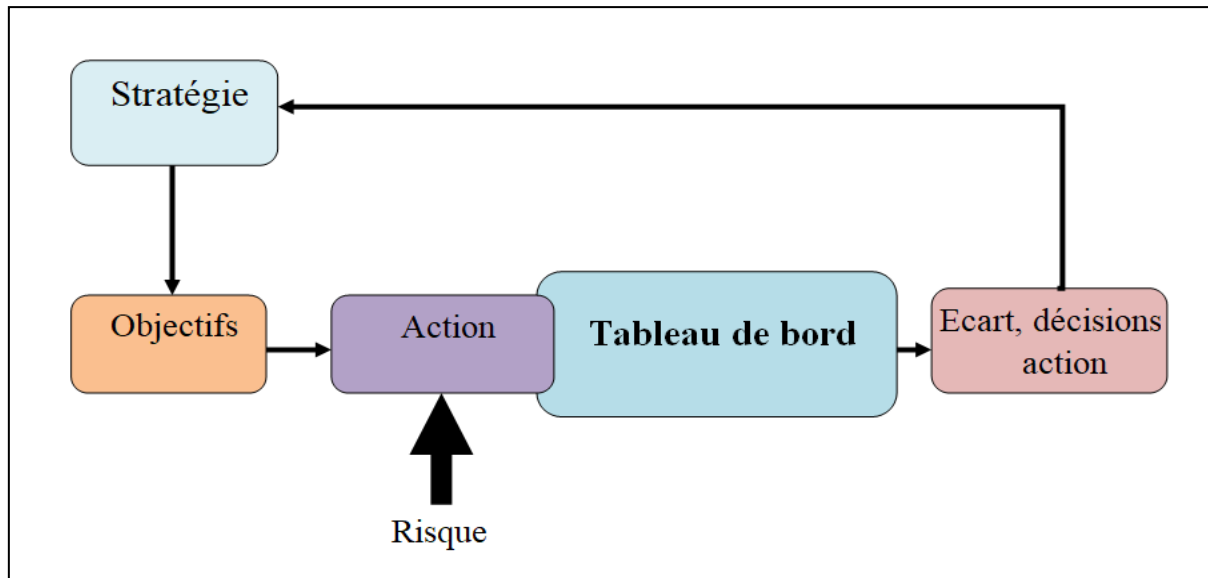 Stratégie
Objectifs
Action
Tableau de bord
Ecart, décisions
action
Risque